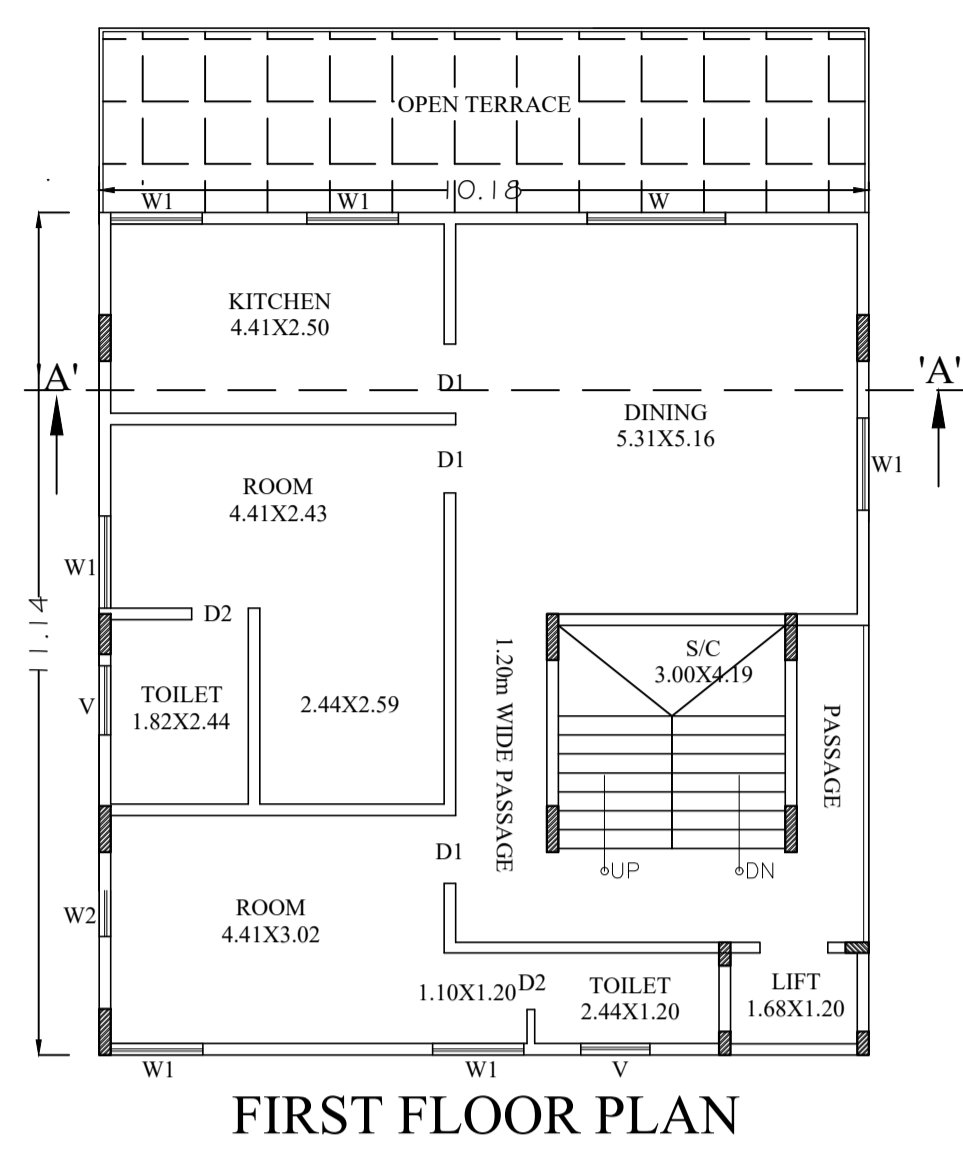 OPEN TERRACE
10.18
W1
W1
W
KITCHEN
4.41X2.50
A'
'A'
D1
DINING
5.31X5.16
D1
W1
ROOM
4.41X2.43
W1
11.14
D2
1.20m WIDE PASSAGE
S/C
3.00X4.19
TOILET
1.82X2.44
V
2.44X2.59
PASSAGE
D1
UP
DN
W2
ROOM
4.41X3.02
1.10X1.20
D2
TOILET
2.44X1.20
LIFT
1.68X1.20
W1
W1
V
FIRST FLOOR PLAN